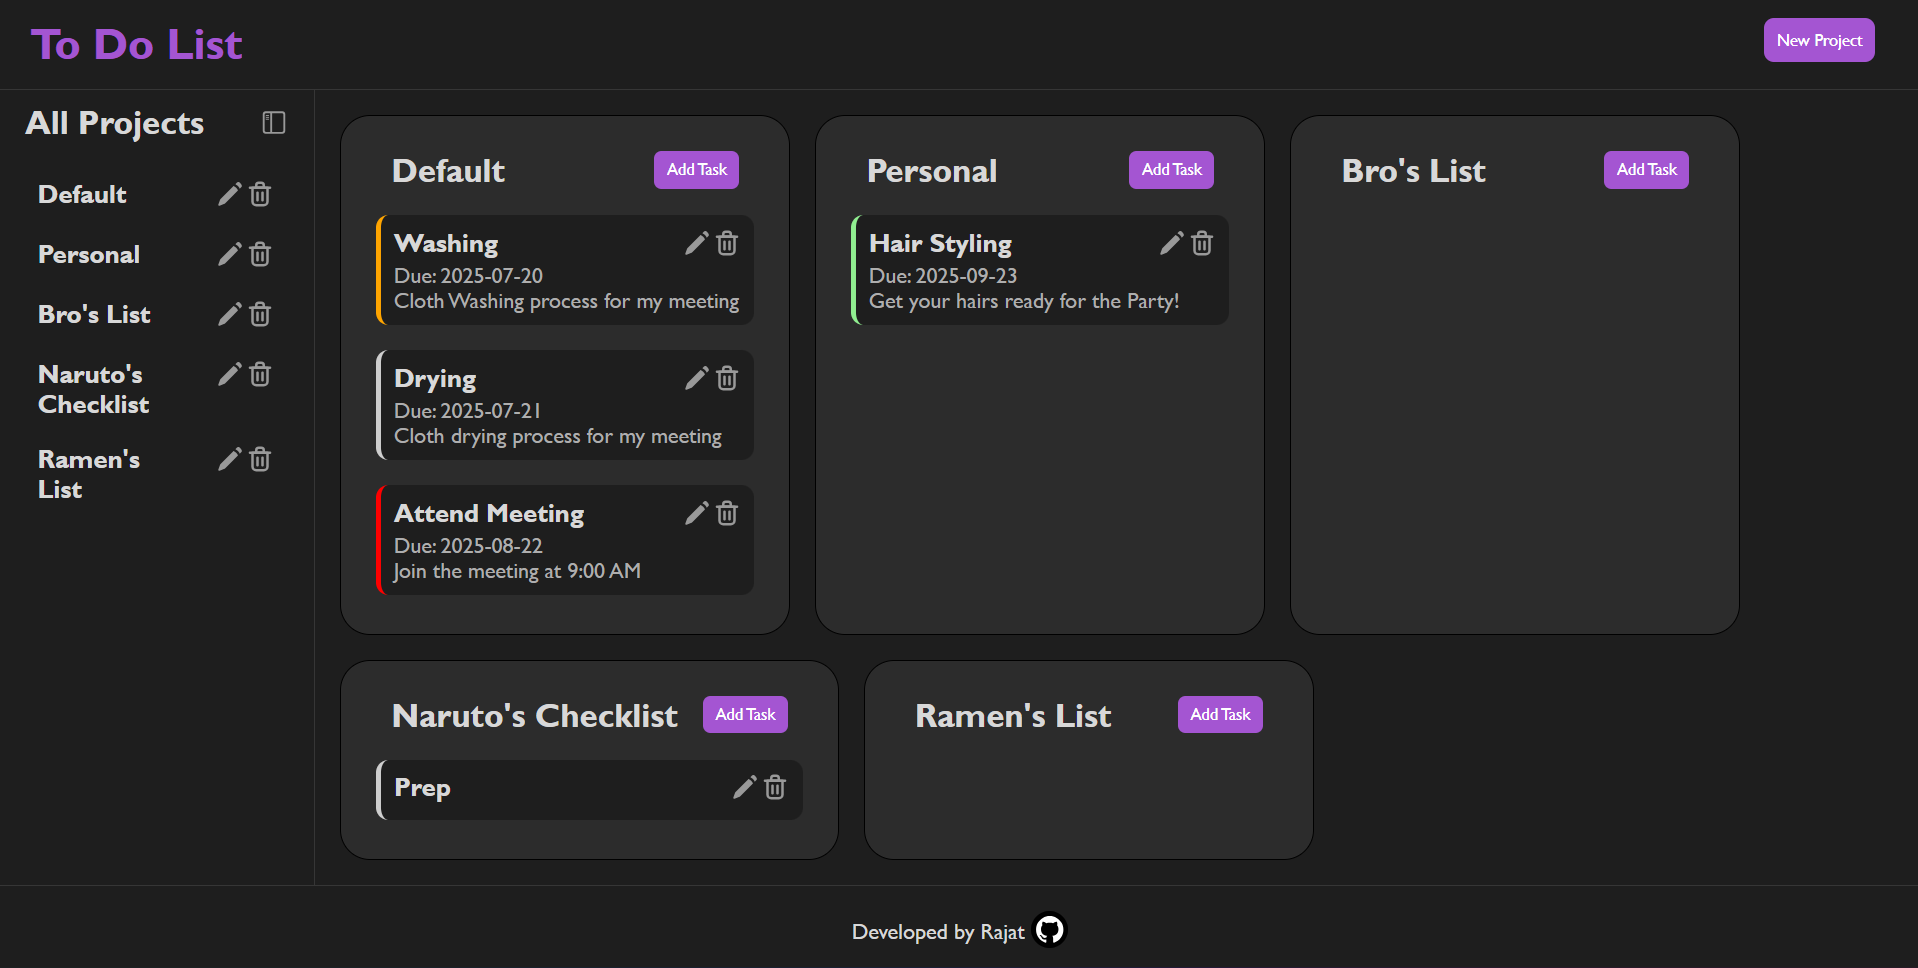 To Do List
New Project
All Projects
Default
Personal
Bro's List
Naruto's
Checklist
Ramen's
List
Default
Add Task
Washing
Due: 2025-07-20
Cloth Washing process for my meeting
Drying
Due: 2025-07-21
Cloth drying process for my meeting
Attend Meeting
Due: 2025-08-22
Join the meeting at 9:00 AM
Personal
Add Task
Hair Styling
Due: 2025-09-23
Get your hairs ready for the Party!
Bro's List
Add Task
Naruto's Checklist
Add Task
Prep
Ramen's List
Add Task
Developed by Rajat